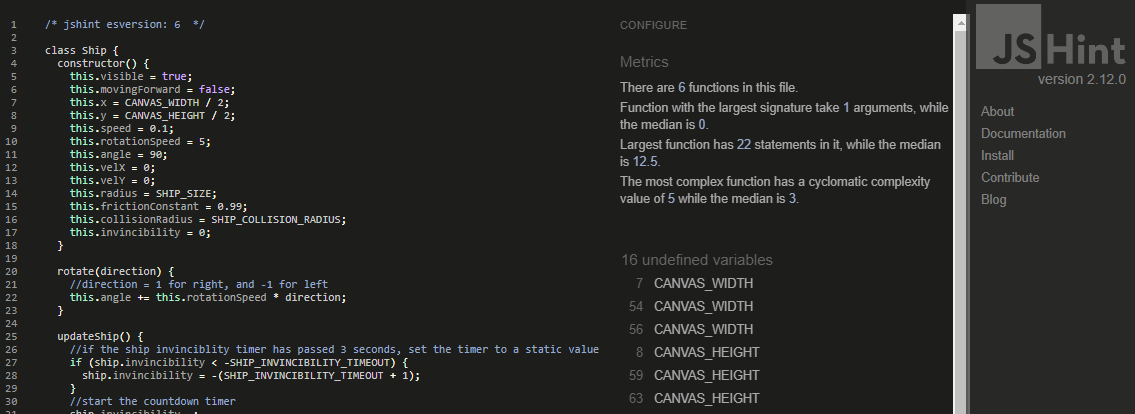 1 /* jshint esversion: 6 */
2
3 class Ship {
4 constructor() {
5 this.visible = true;
6 this.movingForward = false;
7 this.x = CANVAS_WIDTH / 2;
8 this.y = CANVAS_HEIGHT / 2;
9 this.speed = 0.1;
10 this.rotationSpeed = 5;
11 this.angle = 90;
12 this.velX = 0;
13 this.velY = 0;
14 this.radius = SHIP_SIZE;
15 this.frictionConstant = 0.99;
16 this.collisionRadius = SHIP_COLLISION_RADIUS;
17 this.invincibility = 0;
18 }
19
20 rotate(direction) {
21 //direction = 1 for right, and -1 for left
22 this.angle += this.rotationSpeed * direction;
23 }
24
25 updateShip() {
26 //if the ship invinciblity timer has passed 3 seconds, set the timer to a static value
27 if (ship.invincibility < -SHIP_INVINCIBILITY_TIMEOUT) {
28 ship.invincibility = -(SHIP_INVINCIBILITY_TIMEOUT + 1);
29 }
30 //start the countdown timer
CONFIGURE
Metrics
There are 6 functions in this file.
Function with the largest signature take 1 arguments, while
the median is 0.
Largest function has 22 statements in it, while the median
is 12.5.
The most complex function has a cyclomatic complexity
value of 5 while the median is 3.
16 undefined variables
7 CANVAS_WIDTH
54 CANVAS_WIDTH
56 CANVAS_WIDTH
8 CANVAS_HEIGHT
59 CANVAS_HEIGHT
63 CANVAS_HEIGHT
JSHint
version 2.12.0
About
Documentation
Install
Contribute
Blog